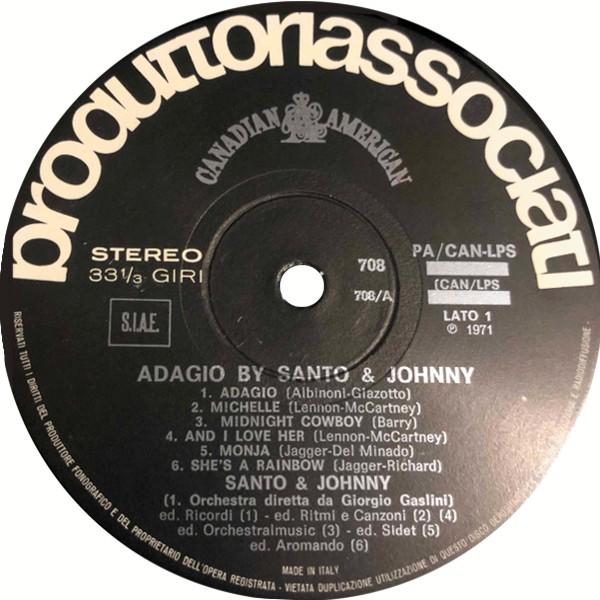 produttoriassociati
CANADIAN AMERICAN
STEREO
33 1/3 GIRI
S.I.A.E.
708
708/A
PA/CAN-LPS
(CAN/LPS
LATO 1
℗ 1971
ADAGIO BY SANTO & JOHNNY
1. ADAGIO (Albinoni-Giazotto)
2. MICHELLE (Lennon-McCartney)
3. MIDNIGHT COWBOY (Barry)
4. AND I LOVE HER (Lennon-McCartney)
5. MONJA (Jagger-Del Minado)
6. SHE'S A RAINBOW (Jagger-Richard)
SANTO & JOHNNY
(1. Orchestra diretta da Giorgio Gaslini)
ed. Ricordi (1) - ed. Ritmi e Canzoni (2) (4)
ed. Orchestralmusic (3) - ed. Sidet (5)
ed. Aromando (6)
MADE IN ITALY
RISERVATI TUTTI I DIRITTI DEL PRODUTTORE FONOGRAFICO E DEL PROPRIETARIO DELL'OPERA REGISTRATA - VIETATA DUPLICAZIONE UTILIZZAZIONE DI QUESTO DISCO E RADIODIFFUSIONE -